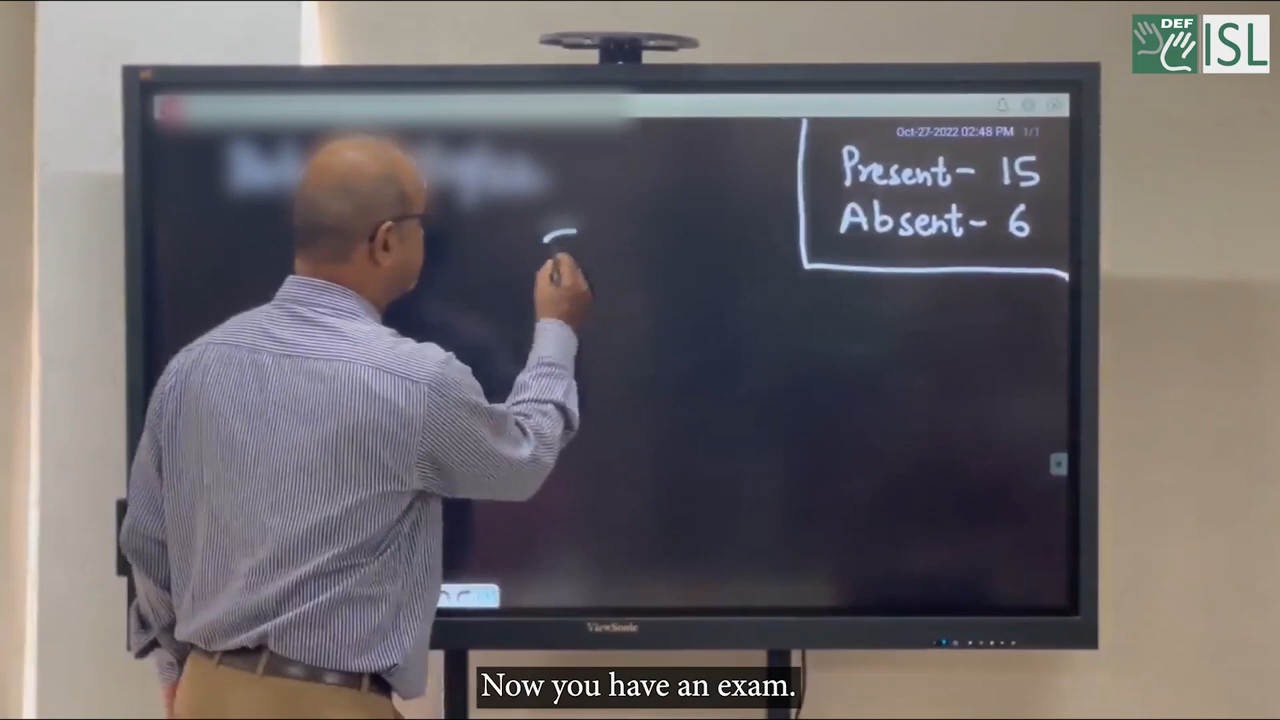 DEF
ISL
Oct-27-2022 02:48 PM 1/1
Present- 15
Absent- 6
ViewSonic
Now you have an exam.